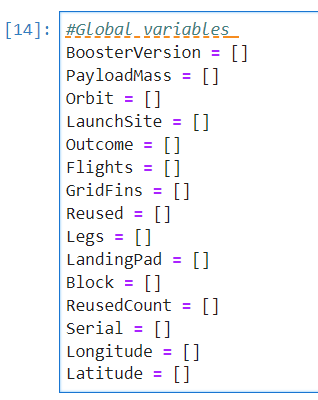 [14]: #Global variables
BoosterVersion = []
PayloadMass = []
Orbit = []
LaunchSite = []
Outcome = []
Flights = []
GridFins = []
Reused = []
Legs = []
LandingPad = []
Block = []
ReusedCount = []
Serial = []
Longitude = []
Latitude = []